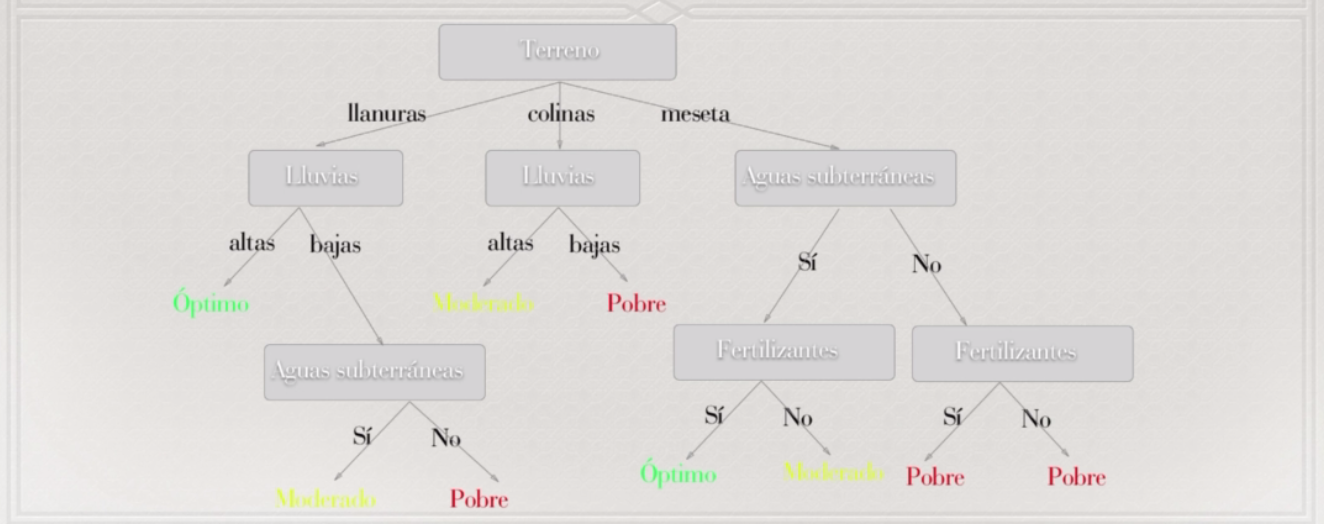 Terreno
llanuras colinas meseta
Lluvias Lluvias Aguas subterráneas
altas bajas altas bajas Sí No
Óptimo Moderado Pobre
Fertilizantes Fertilizantes
Aguas subterráneas
Sí No Sí No Sí No
Óptimo Moderado Pobre Pobre
Moderado Pobre